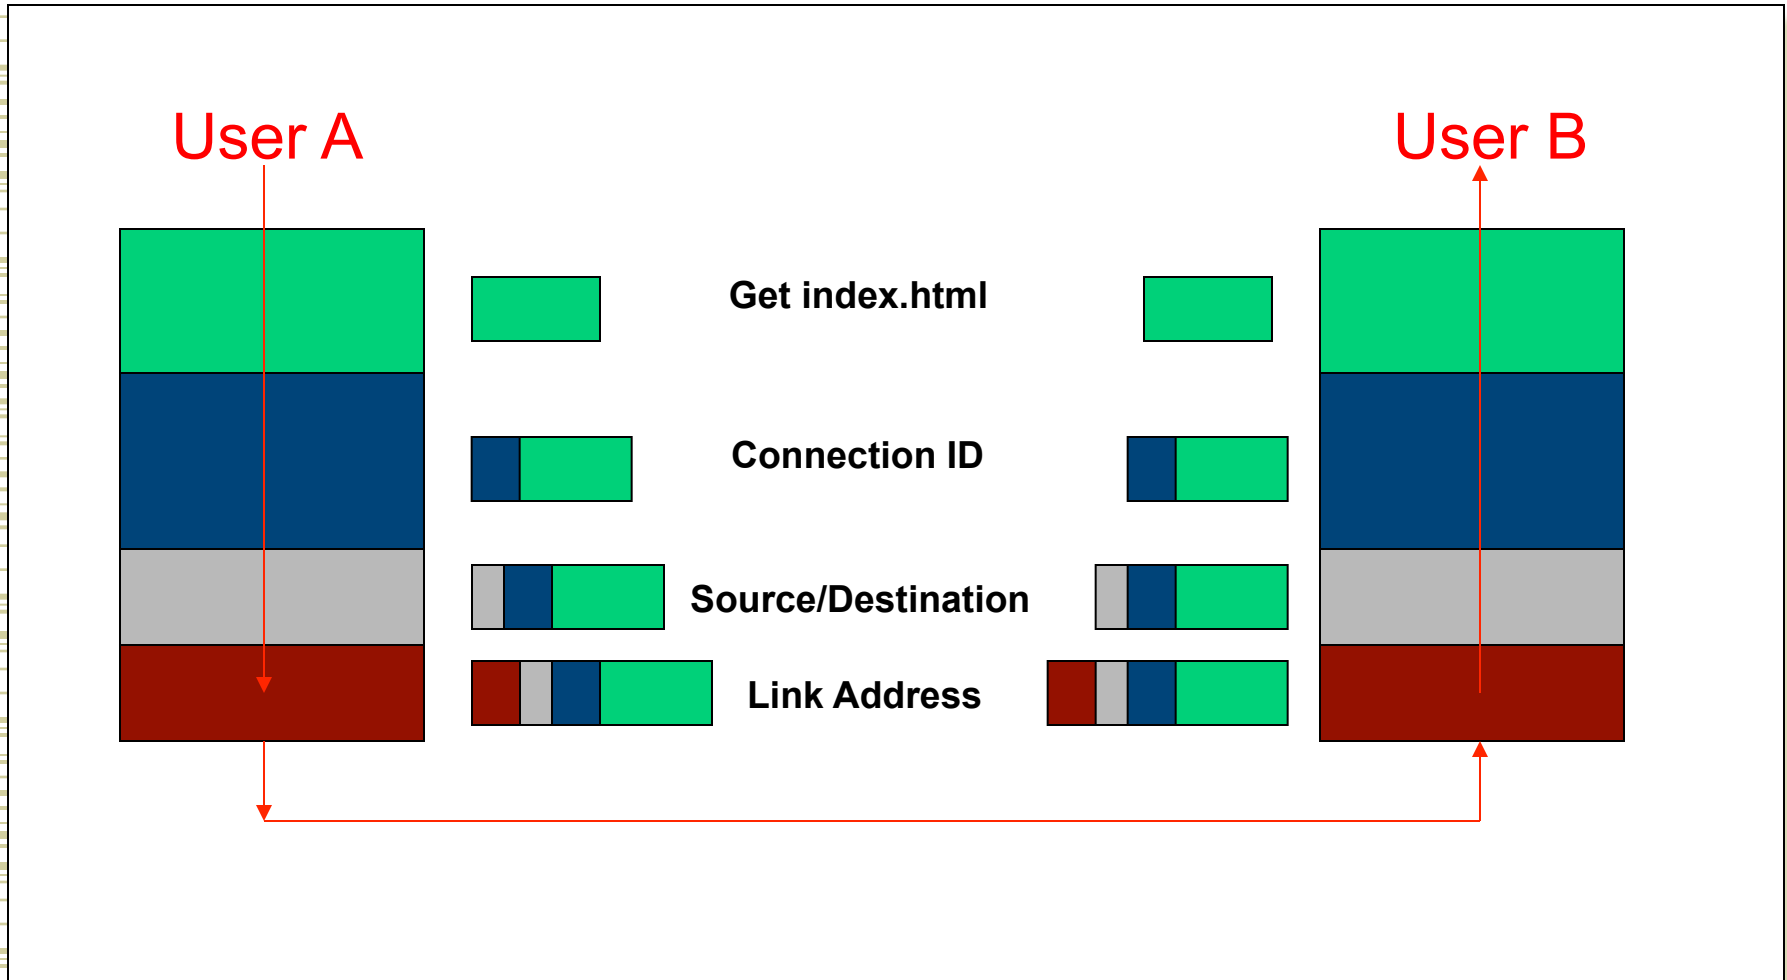 User A
User B
Get index.html
Connection ID
Source/Destination
Link Address